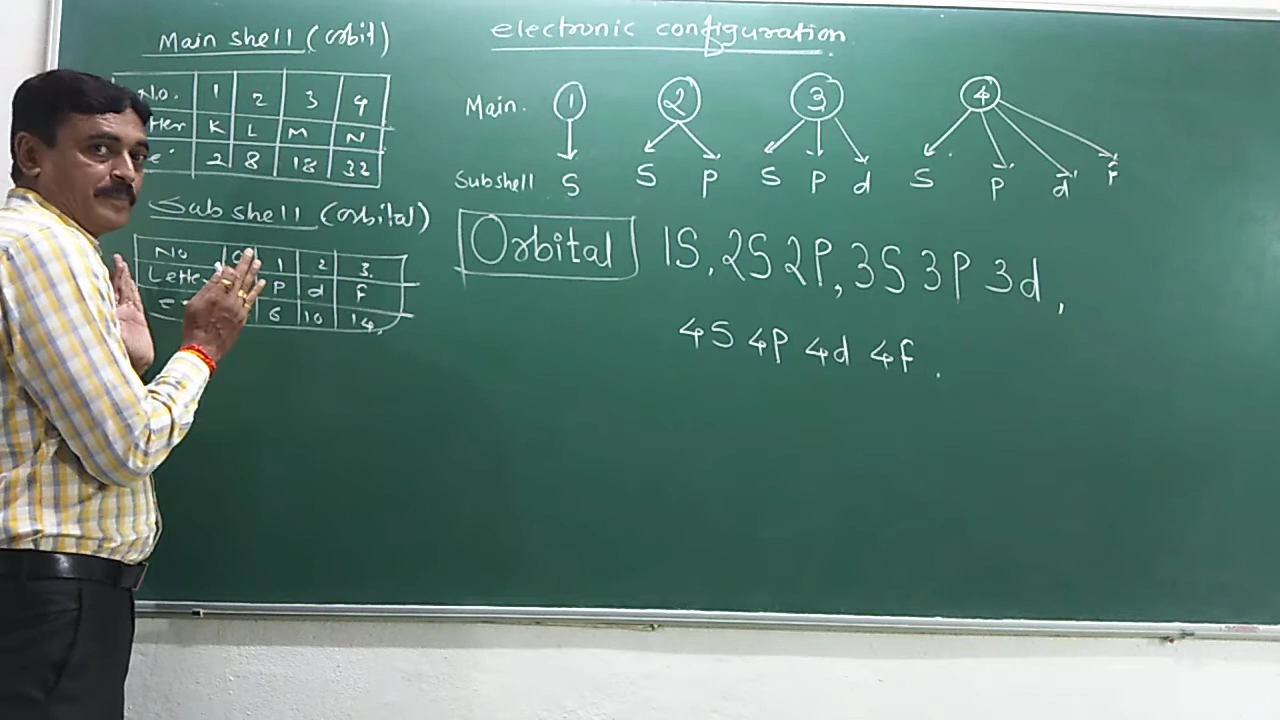 Main shell (orbit)
electronic configuration
No. 1 2 3 4
K L M N
2 8 18 32
Main. 1 2 3 4
Subshell S S P S P d S P d f
Sub shell (orbital)
No 1 2 3.
P d f
6 10 14
Orbital 1S, 2S 2P, 3S 3P 3d,
4S 4P 4d 4f.